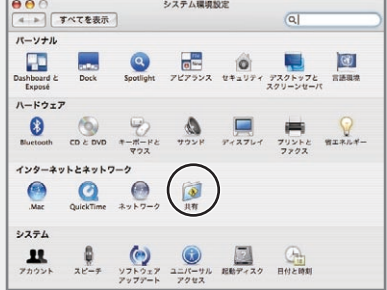 システム環境設定
すべてを表示
パーソナル
Dashboard と Exposé
Dock
Spotlight
アピアランス
セキュリティ
デスクトップと スクリーンセーバ
言語環境
ハードウェア
Bluetooth
CD と DVD
キーボードと マウス
サウンド
ディスプレイ
プリントと ファクス
省エネルギー
インターネットとネットワーク
.Mac
QuickTime
ネットワーク
共有
システム
アカウント
スピーチ
ソフトウェア アップデート
ユニバーサル アクセス
起動ディスク
日付と時刻